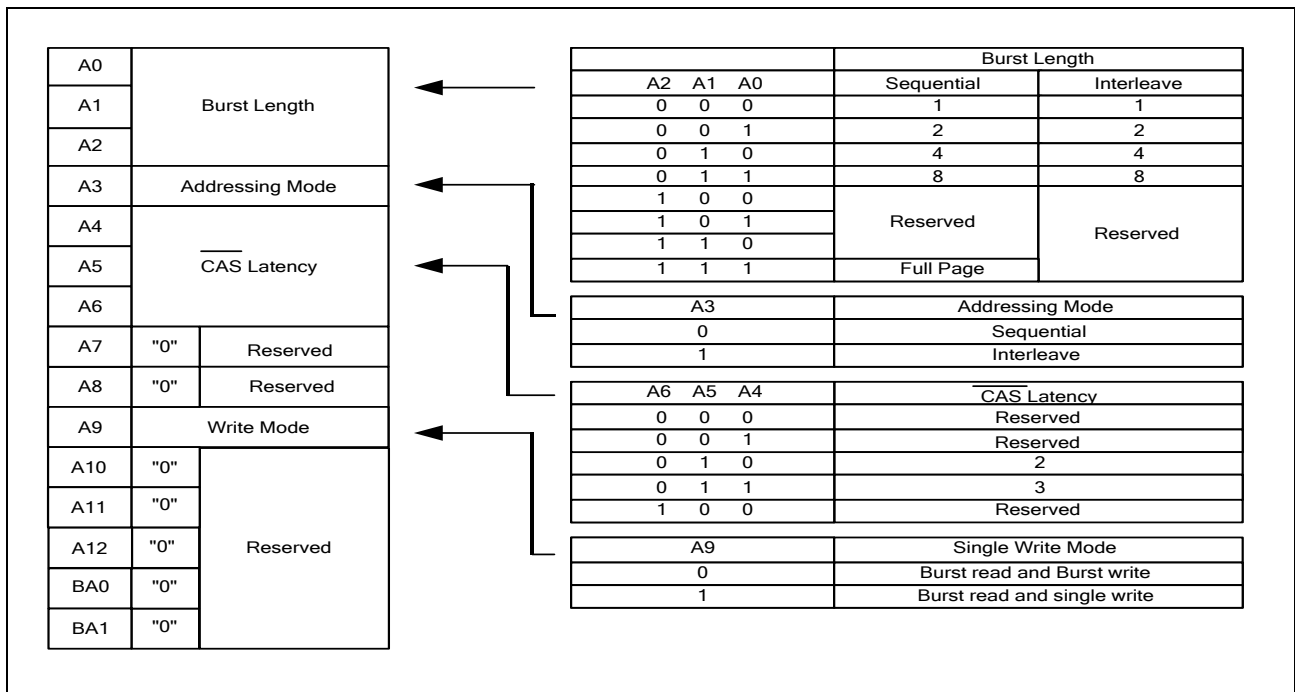 A0
A1
Burst Length
A2
A3
Addressing Mode
A4
A5
CAS Latency
A6
A7 "0" Reserved
A8 "0" Reserved
A9 Write Mode
A10 "0"
A11 "0"
A12 "0" Reserved
BA0 "0"
BA1 "0"
Burst Length
A2 A1 A0 Sequential Interleave
0 0 0 1 1
0 0 1 2 2
0 1 0 4 4
0 1 1 8 8
1 0 0
1 0 1 Reserved Reserved
1 1 0
1 1 1 Full Page
A3 Addressing Mode
0 Sequential
1 Interleave
A6 A5 A4 CAS Latency
0 0 0 Reserved
0 0 1 Reserved
0 1 0 2
0 1 1 3
1 0 0 Reserved
A9 Single Write Mode
0 Burst read and Burst write
1 Burst read and single write